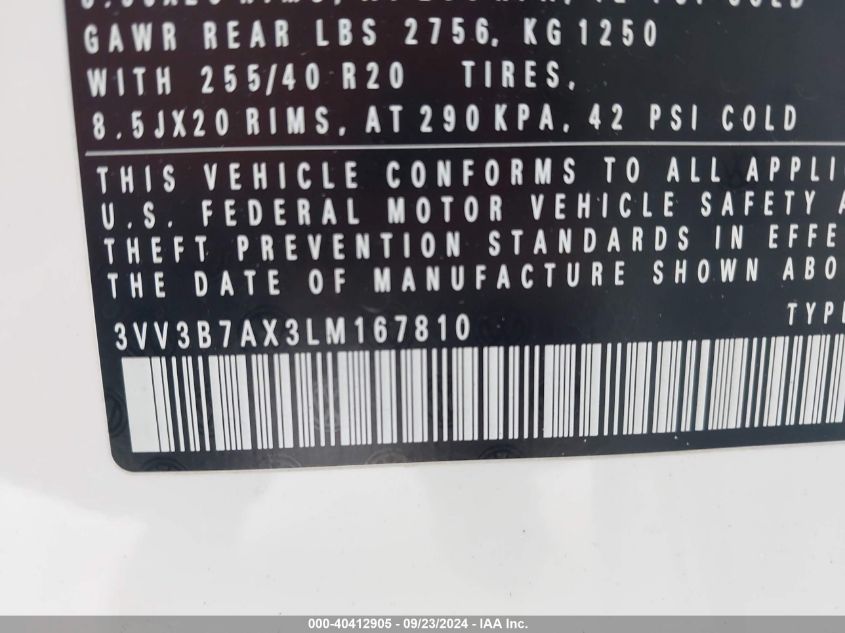 GAWR REAR LBS 2756, KG1250
WITH 255/40 R20 TIRES,
8.5JX20 RIMS, AT 290 KPA, 42 PSI COLD
THIS VEHICLE CONFORMS TO ALL APPLI
U.S. FEDERAL MOTOR VEHICLE SAFETY A
THEFT PREVENTION STANDARDS IN EFFE
THE DATE OF MANUFACTURE SHOWN ABO
3VV3B7AX3LM167810 TYPE
000-40412905 - 09/23/2024 - IAA Inc.